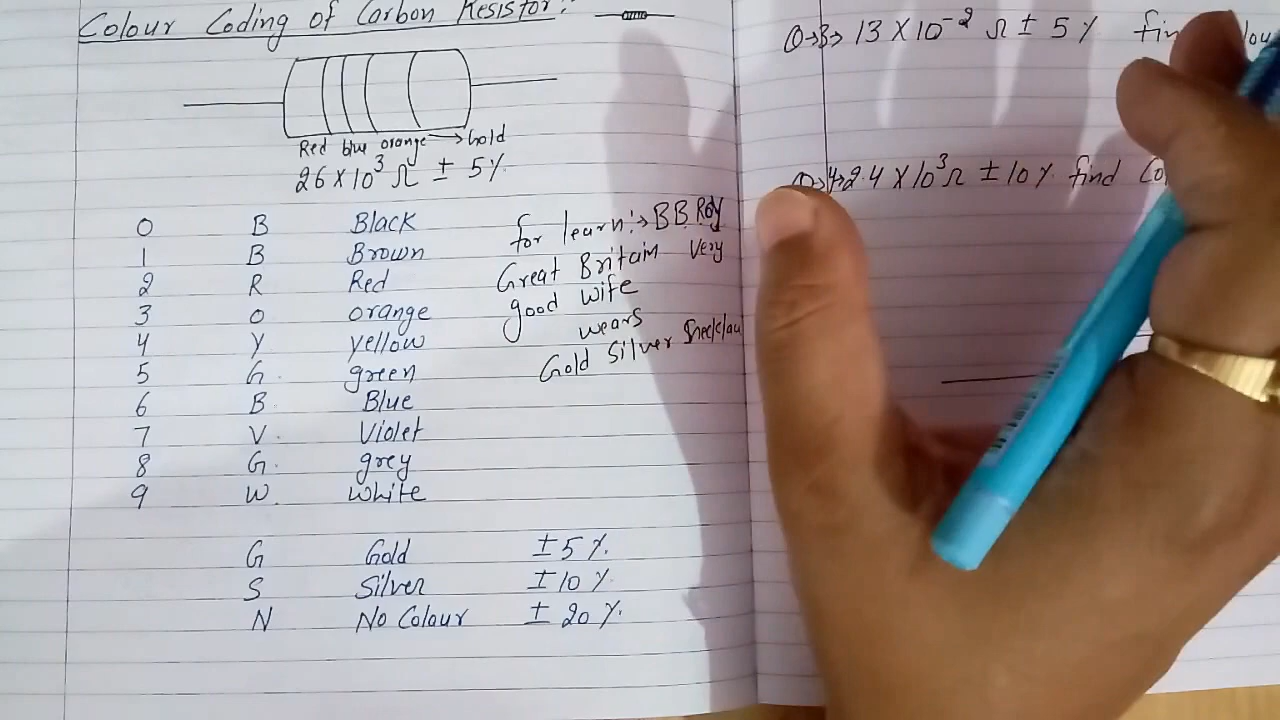 Colour Coding of Carbon Resistor:
Red blue orange → Gold
26 × 10³ Ω ± 5 %
0 B Black
1 B Brown
2 R Red
3 O orange
4 Y yellow
5 G. green
6 B. Blue
7 V. Violet
8 G. grey
9 W. White
G Gold ± 5 %.
S Silver ± 10 %.
N No Colour ± 20 %.
for learn:→ B B ROY
Great Britain Very
good wife
wears
Gold Silver
Q→3→ 13 × 10⁻² Ω ± 5 %
Q→4→ 2.4 × 10³ Ω ± 10 %. find